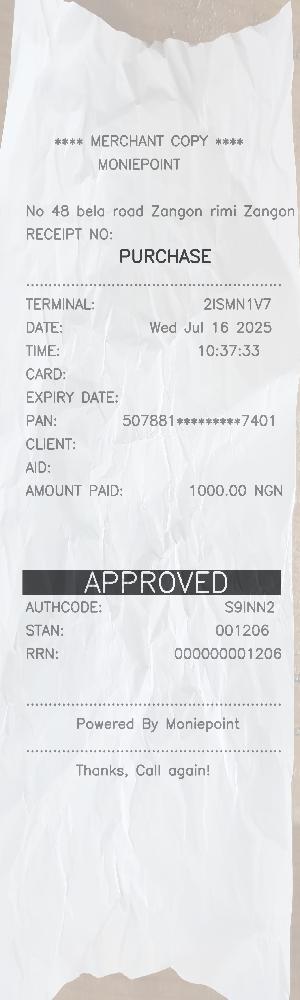 **** MERCHANT COPY ****
MONIEPOINT
No 48 bela road Zangon rimi Zangon
RECEIPT NO:
PURCHASE
TERMINAL: 2ISMN1V7
DATE: Wed Jul 16 2025
TIME: 10:37:33
CARD:
EXPIRY DATE:
PAN: 507881*********7401
CLIENT:
AID:
AMOUNT PAID: 1000.00 NGN
APPROVED
AUTHCODE: S9INN2
STAN: 001206
RRN: 000000001206
Powered By Moniepoint
Thanks, Call again!